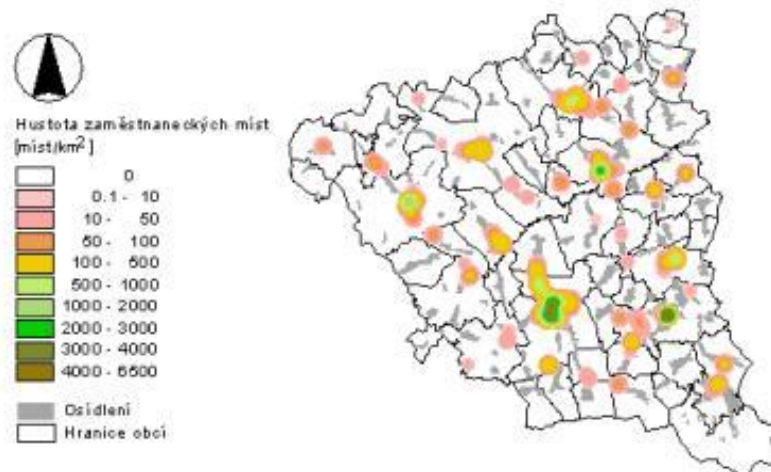 Hustota zaměstnaneckých míst
[míst/km²]
0
0.1 - 10
10 - 50
50 - 100
100 - 500
500 - 1000
1000 - 2000
2000 - 3000
3000 - 4000
4000 - 6500
Osídlení
Hranice obcí